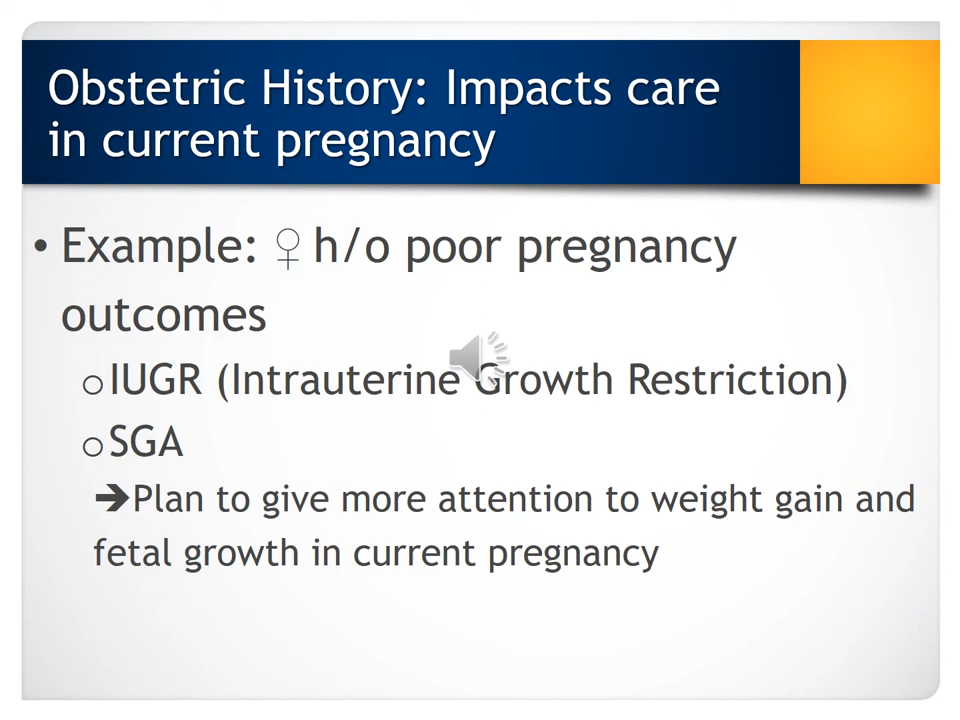 Obstetric History: Impacts care
in current pregnancy
• Example: ♀ h/o poor pregnancy
outcomes
o IUGR (Intrauterine Growth Restriction)
o SGA
➔Plan to give more attention to weight gain and
fetal growth in current pregnancy